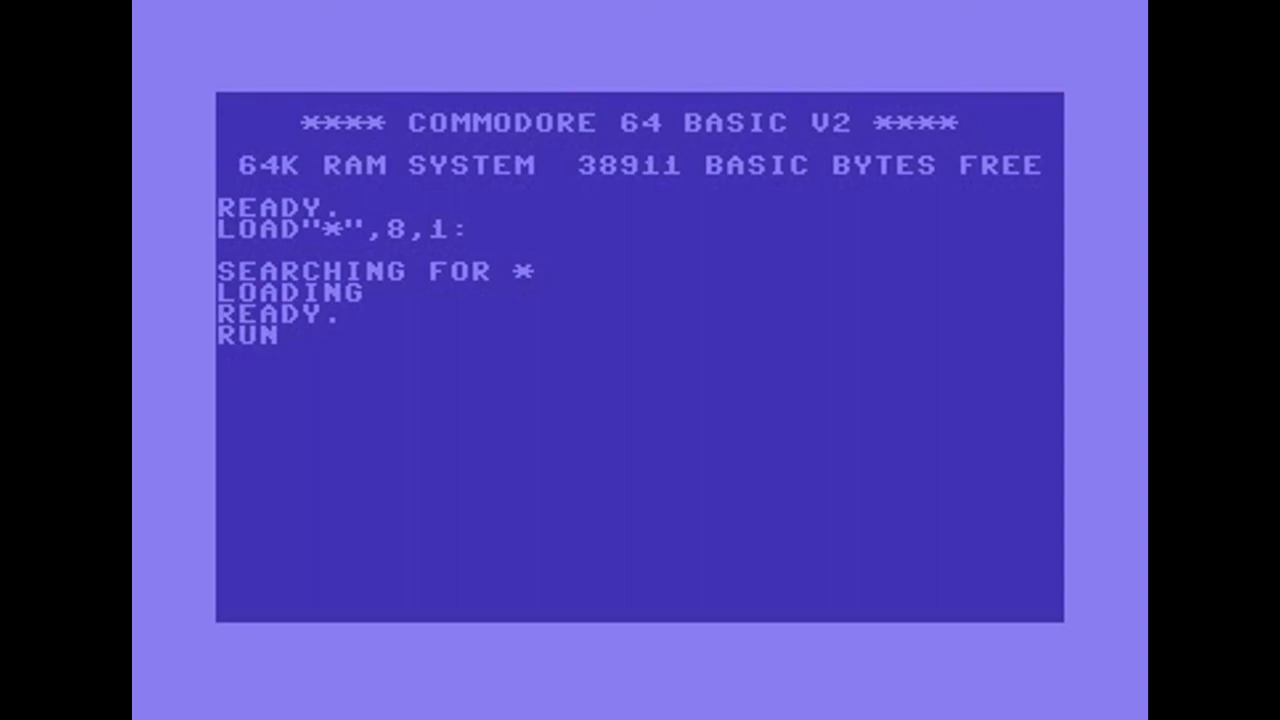 **** COMMODORE 64 BASIC V2 ****
64K RAM SYSTEM  38911 BASIC BYTES FREE
READY.
LOAD"*",8,1:
SEARCHING FOR *
LOADING
READY.
RUN